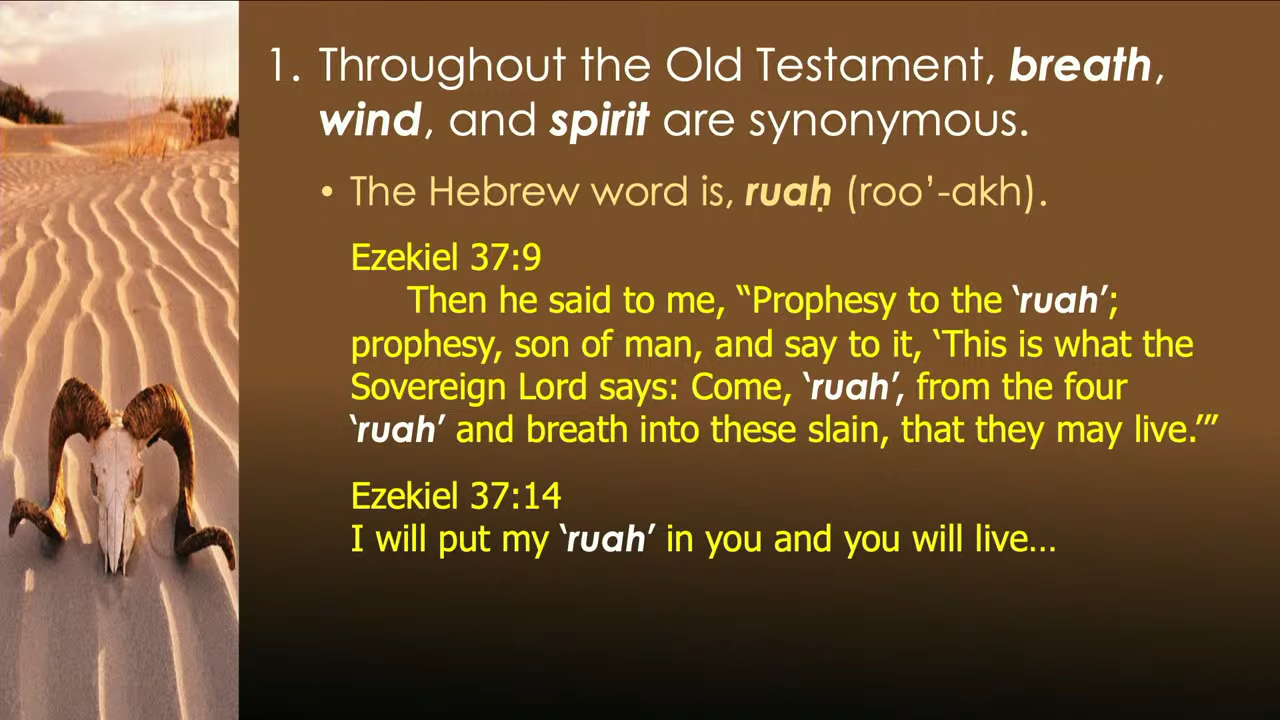 1. Throughout the Old Testament, breath,
wind, and spirit are synonymous.
• The Hebrew word is, ruaḥ (roo’-akh).
Ezekiel 37:9
Then he said to me, “Prophesy to the ‘ruah’;
prophesy, son of man, and say to it, ‘This is what the
Sovereign Lord says: Come, ‘ruah’, from the four
‘ruah’ and breath into these slain, that they may live.’”
Ezekiel 37:14
I will put my ‘ruah’ in you and you will live...